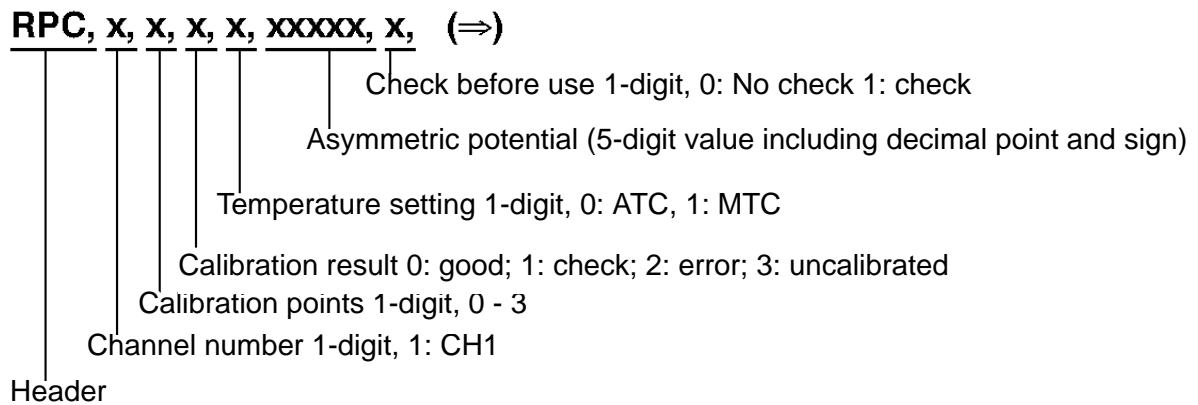 RPC, x, x, x, x, xxxxx, x, (⇒)
Check before use 1-digit, 0: No check 1: check
Asymmetric potential (5-digit value including decimal point and sign)
Temperature setting 1-digit, 0: ATC, 1: MTC
Calibration result 0: good; 1: check; 2: error; 3: uncalibrated
Calibration points 1-digit, 0 - 3
Channel number 1-digit, 1: CH1
Header